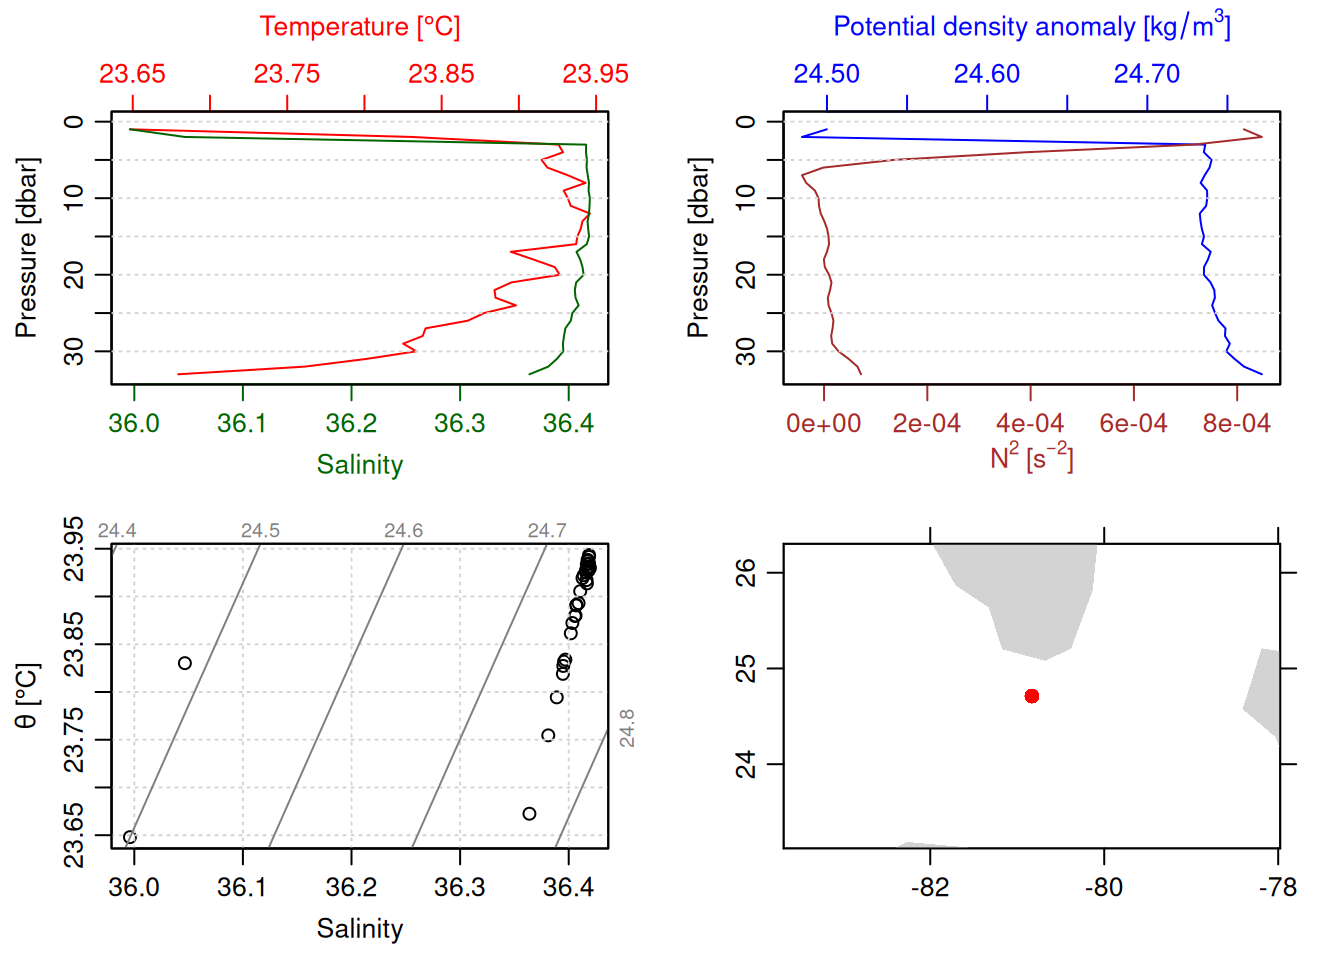 Temperature [°C]
23.65 23.75 23.85 23.95
0 10 20 30
Pressure [dbar]
36.0 36.1 36.2 36.3 36.4
Salinity
Potential density anomaly [kg/m³]
24.50 24.60 24.70
0 10 20 30
Pressure [dbar]
0e+00 2e-04 4e-04 6e-04 8e-04
N² [s⁻²]
24.4 24.5 24.6 24.7
24.8
23.95 23.85 23.75 23.65
θ [°C]
36.0 36.1 36.2 36.3 36.4
Salinity
26 25 24
-82 -80 -78